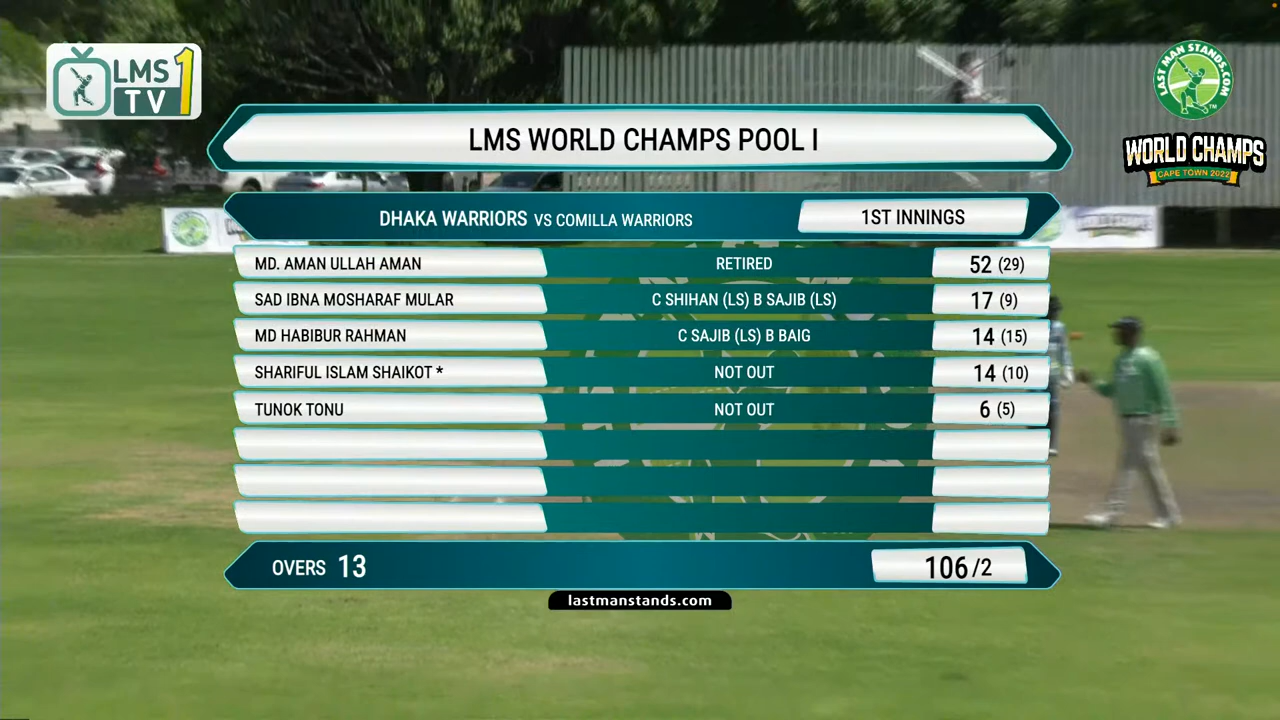 LMS 1
TV
LAST MAN STANDS.COM
TM
WORLD CHAMPS
CAPE TOWN 2022
LMS WORLD CHAMPS POOL I
DHAKA WARRIORS VS COMILLA WARRIORS 1ST INNINGS
MD. AMAN ULLAH AMAN RETIRED 52 (29)
SAD IBNA MOSHARAF MULAR C SHIHAN (LS) B SAJIB (LS) 17 (9)
MD HABIBUR RAHMAN C SAJIB (LS) B BAIG 14 (15)
SHARIFUL ISLAM SHAIKOT * NOT OUT 14 (10)
TUNOK TONU NOT OUT 6 (5)
OVERS 13 106/2
lastmanstands.com